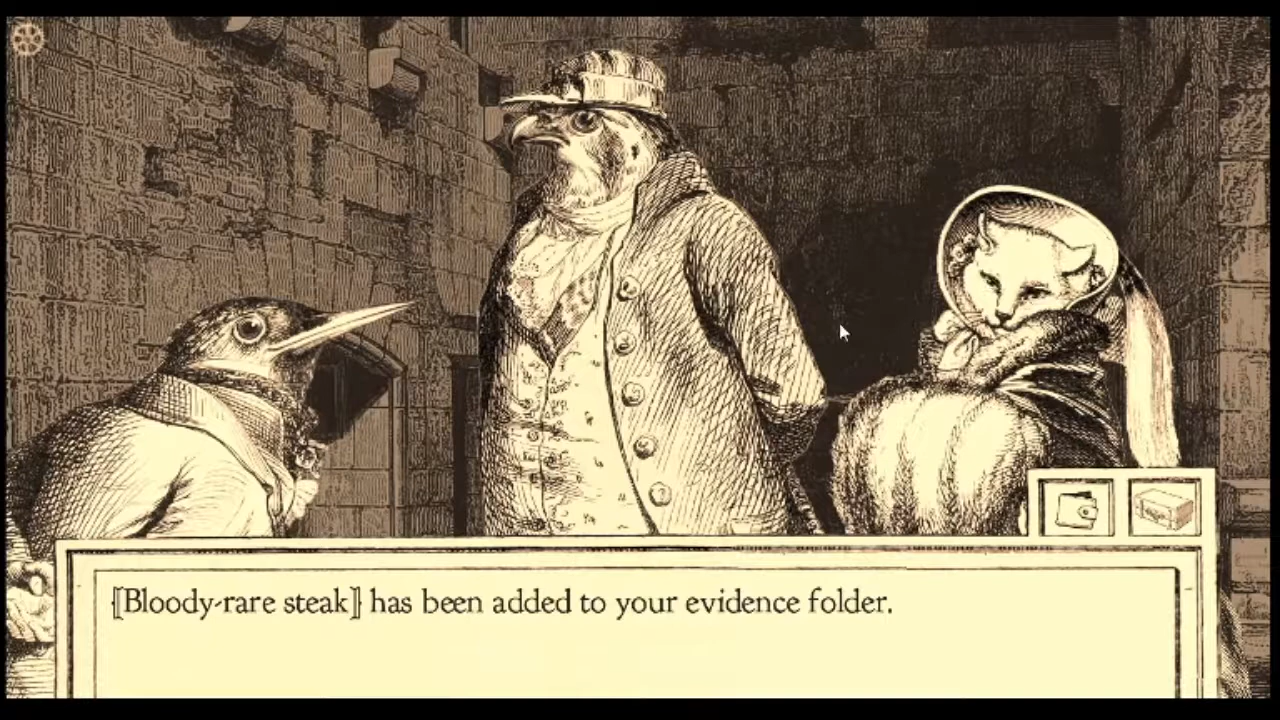 ⟦Bloody-rare steak⟧ has been added to your evidence folder.